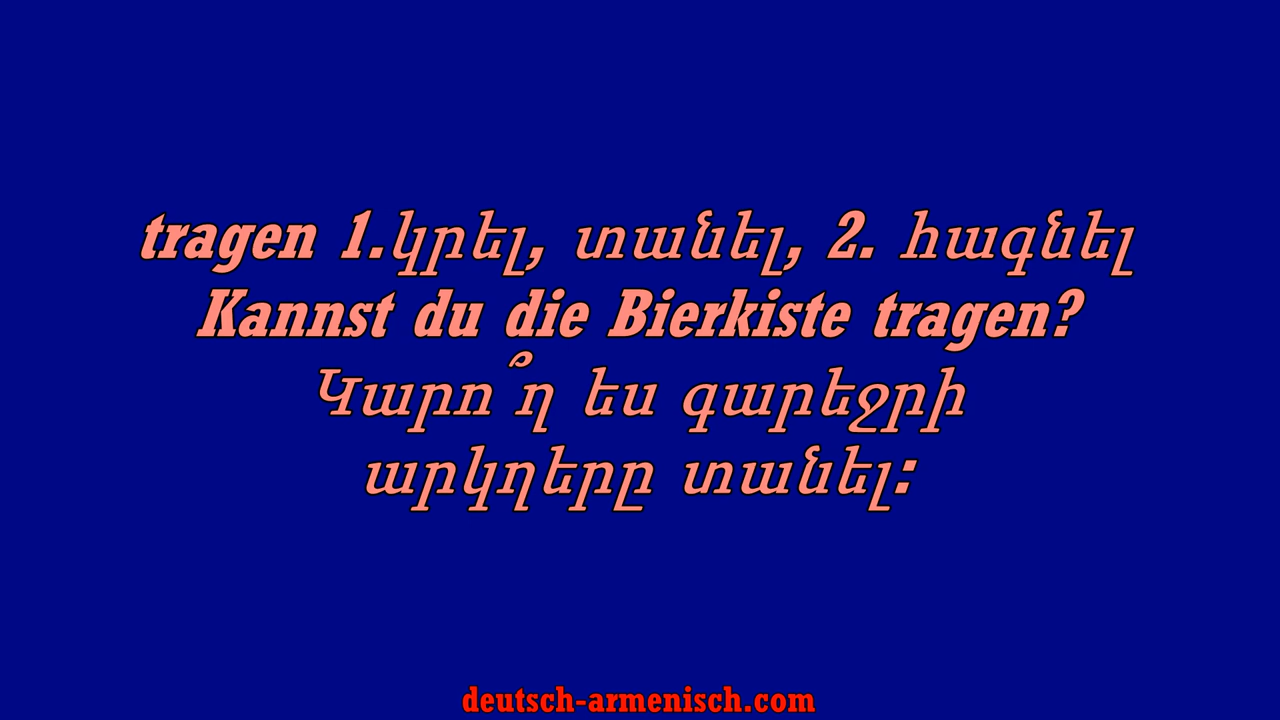 tragen 1.կրել, տանել, 2. հագնել
Kannst du die Bierkiste tragen?
Կարո՞ղ ես գարեջրի
արկղերը տանել:
deutsch-armenisch.com